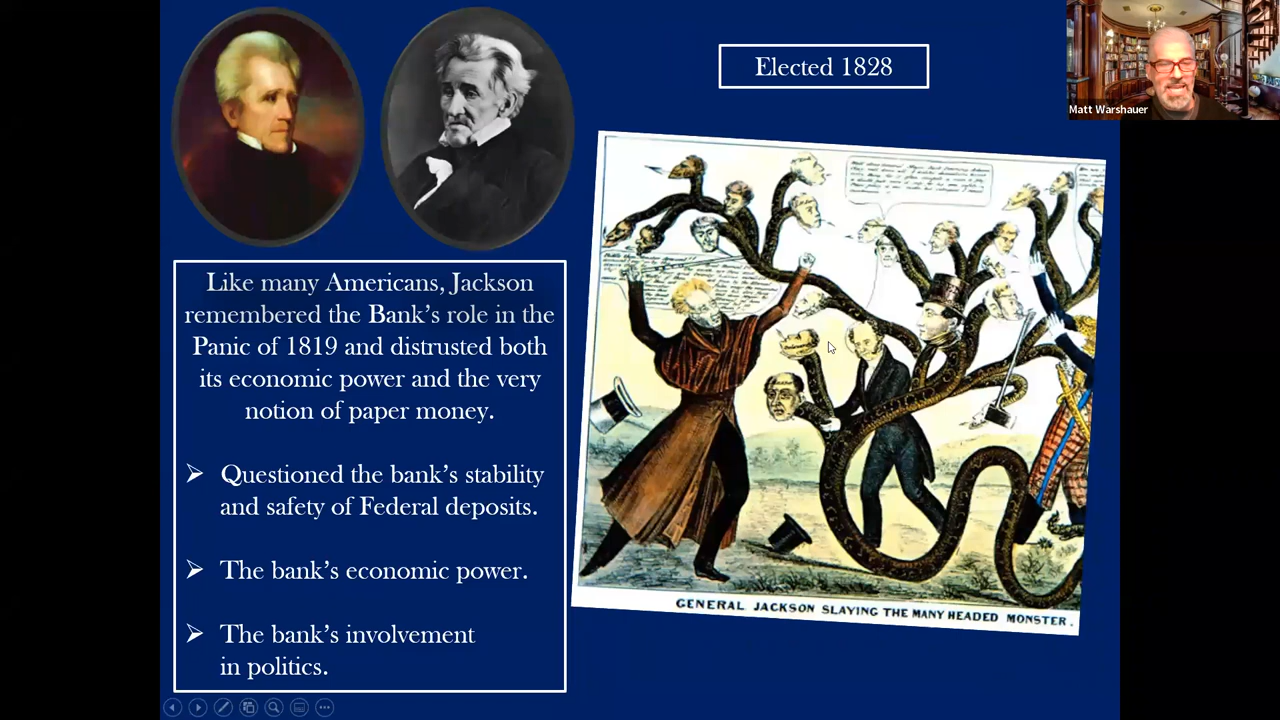 Elected 1828
Matt Warshauer
Like many Americans, Jackson
remembered the Bank’s role in the
Panic of 1819 and distrusted both
its economic power and the very
notion of paper money.
➢ Questioned the bank’s stability
and safety of Federal deposits.
➢ The bank’s economic power.
➢ The bank’s involvement
in politics.
GENERAL JACKSON SLAYING THE MANY HEADED MONSTER.